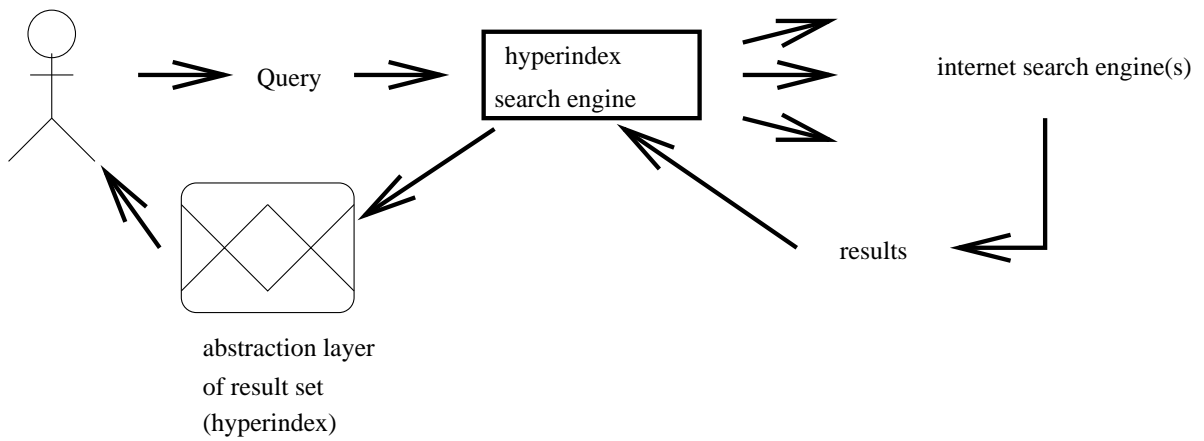 Query
hyperindex
search engine
internet search engine(s)
results
abstraction layer
of result set
(hyperindex)